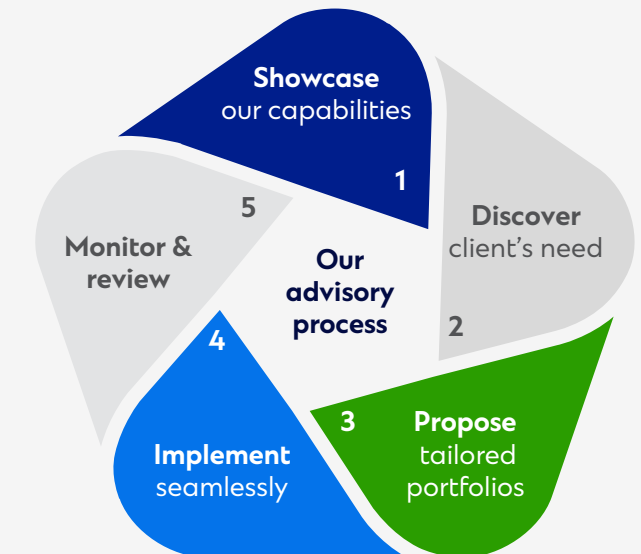 Showcase
our capabilities
1
Discover
client's need
2
3
Propose
tailored
portfolios
4
Implement
seamlessly
5
Monitor &
review
Our
advisory
process